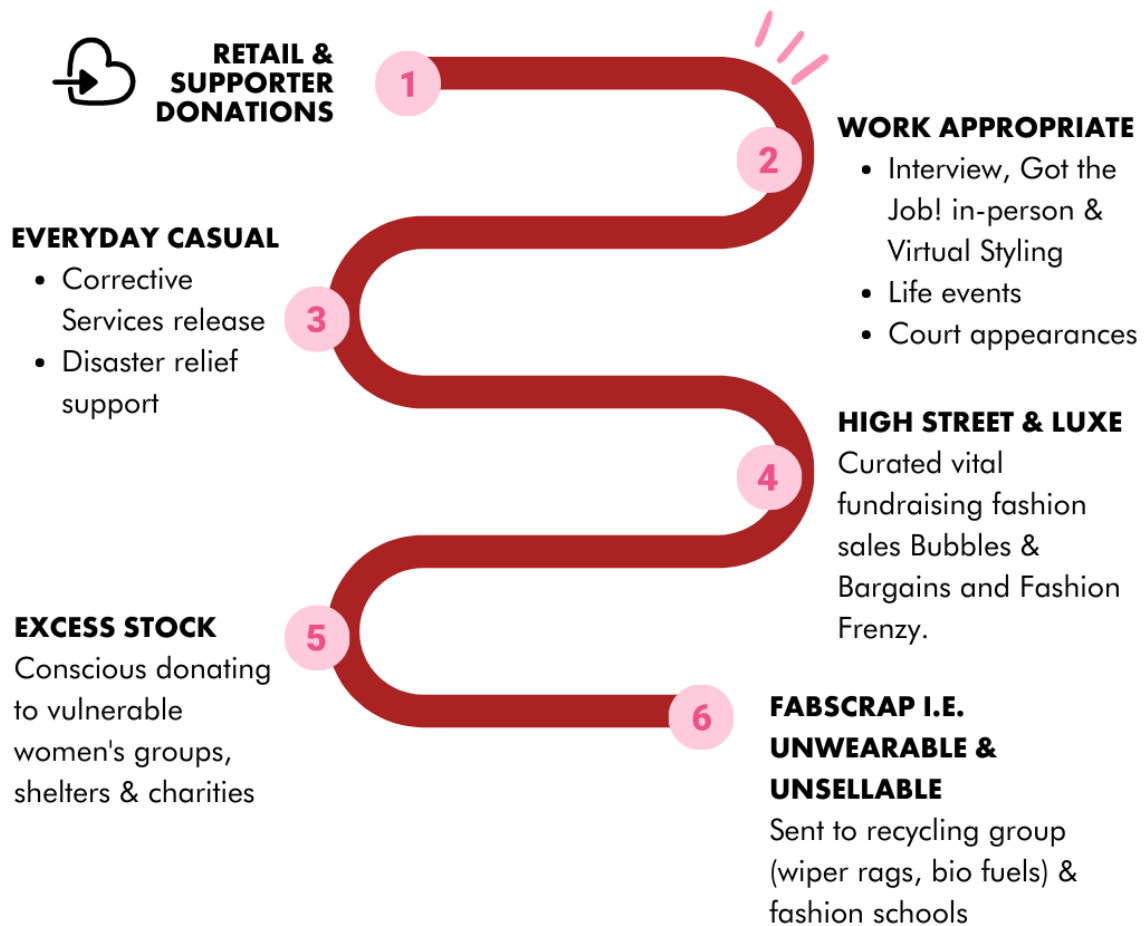 RETAIL &
SUPPORTER
DONATIONS
1
2
WORK APPROPRIATE
• Interview, Got the
Job! in-person &
Virtual Styling
• Life events
• Court appearances
EVERYDAY CASUAL
• Corrective
Services release
• Disaster relief
support
3
HIGH STREET & LUXE
Curated vital
fundraising fashion
sales Bubbles &
Bargains and Fashion
Frenzy.
4
EXCESS STOCK
Conscious donating
to vulnerable
women's groups,
shelters & charities
5
6
FABSCRAP I.E.
UNWEARABLE &
UNSELLABLE
Sent to recycling group
(wiper rags, bio fuels) &
fashion schools